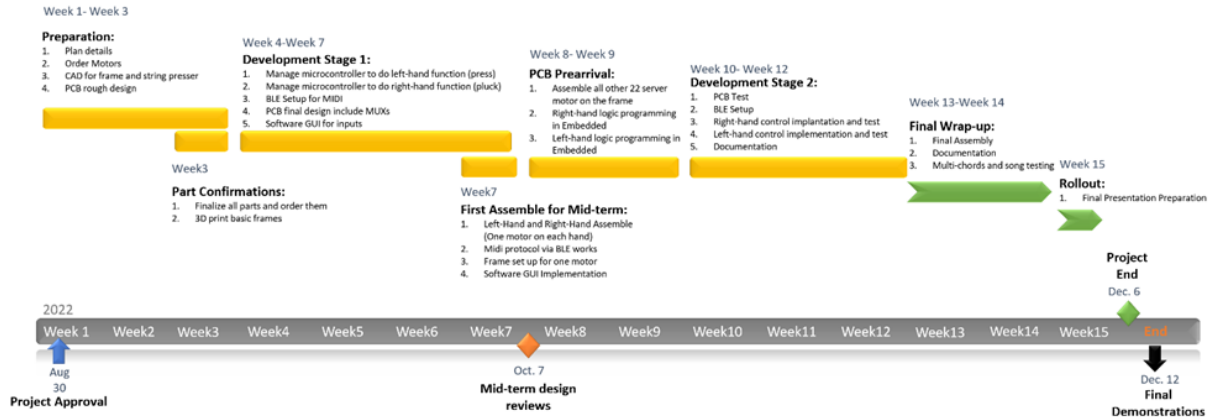 Week 1- Week 3
Preparation:
1. Plan details
2. Order Motors
3. CAD for frame and string presser
4. PCB rough design
Week3
Part Confirmations:
1. Finalize all parts and order them
2. 3D print basic frames
Week 4-Week 7
Development Stage 1:
1. Manage microcontroller to do left-hand function (press)
2. Manage microcontroller to do right-hand function (pluck)
3. BLE Setup for MIDI
4. PCB final design include MUXs
5. Software GUI for inputs
Week7
First Assemble for Mid-term:
1. Left-Hand and Right-Hand Assemble
(One motor on each hand)
2. Midi protocol via BLE works
3. Frame set up for one motor
4. Software GUI Implementation
Week 8- Week 9
PCB Prearrival:
1. Assemble all other 22 server
motor on the frame
2. Right-hand logic programming
in Embedded
3. Left-hand logic programming in
Embedded
Week 10- Week 12
Development Stage 2:
1. PCB Test
2. BLE Setup
3. Right-hand control implantation and test
4. Left-hand control implementation and test
5. Documentation
Week 13-Week 14
Final Wrap-up:
1. Final Assembly
2. Documentation
3. Multi-chords and song testing
Week 15
Rollout:
1. Final Presentation Preparation
Project
End
Dec. 6
2022
Week 1 Week2 Week3 Week4 Week5 Week6 Week7 Week8 Week9 Week10 Week11 Week12 Week13 Week14 Week15 End
Aug
30
Project Approval
Oct. 7
Mid-term design
reviews
Dec. 12
Final
Demonstrations